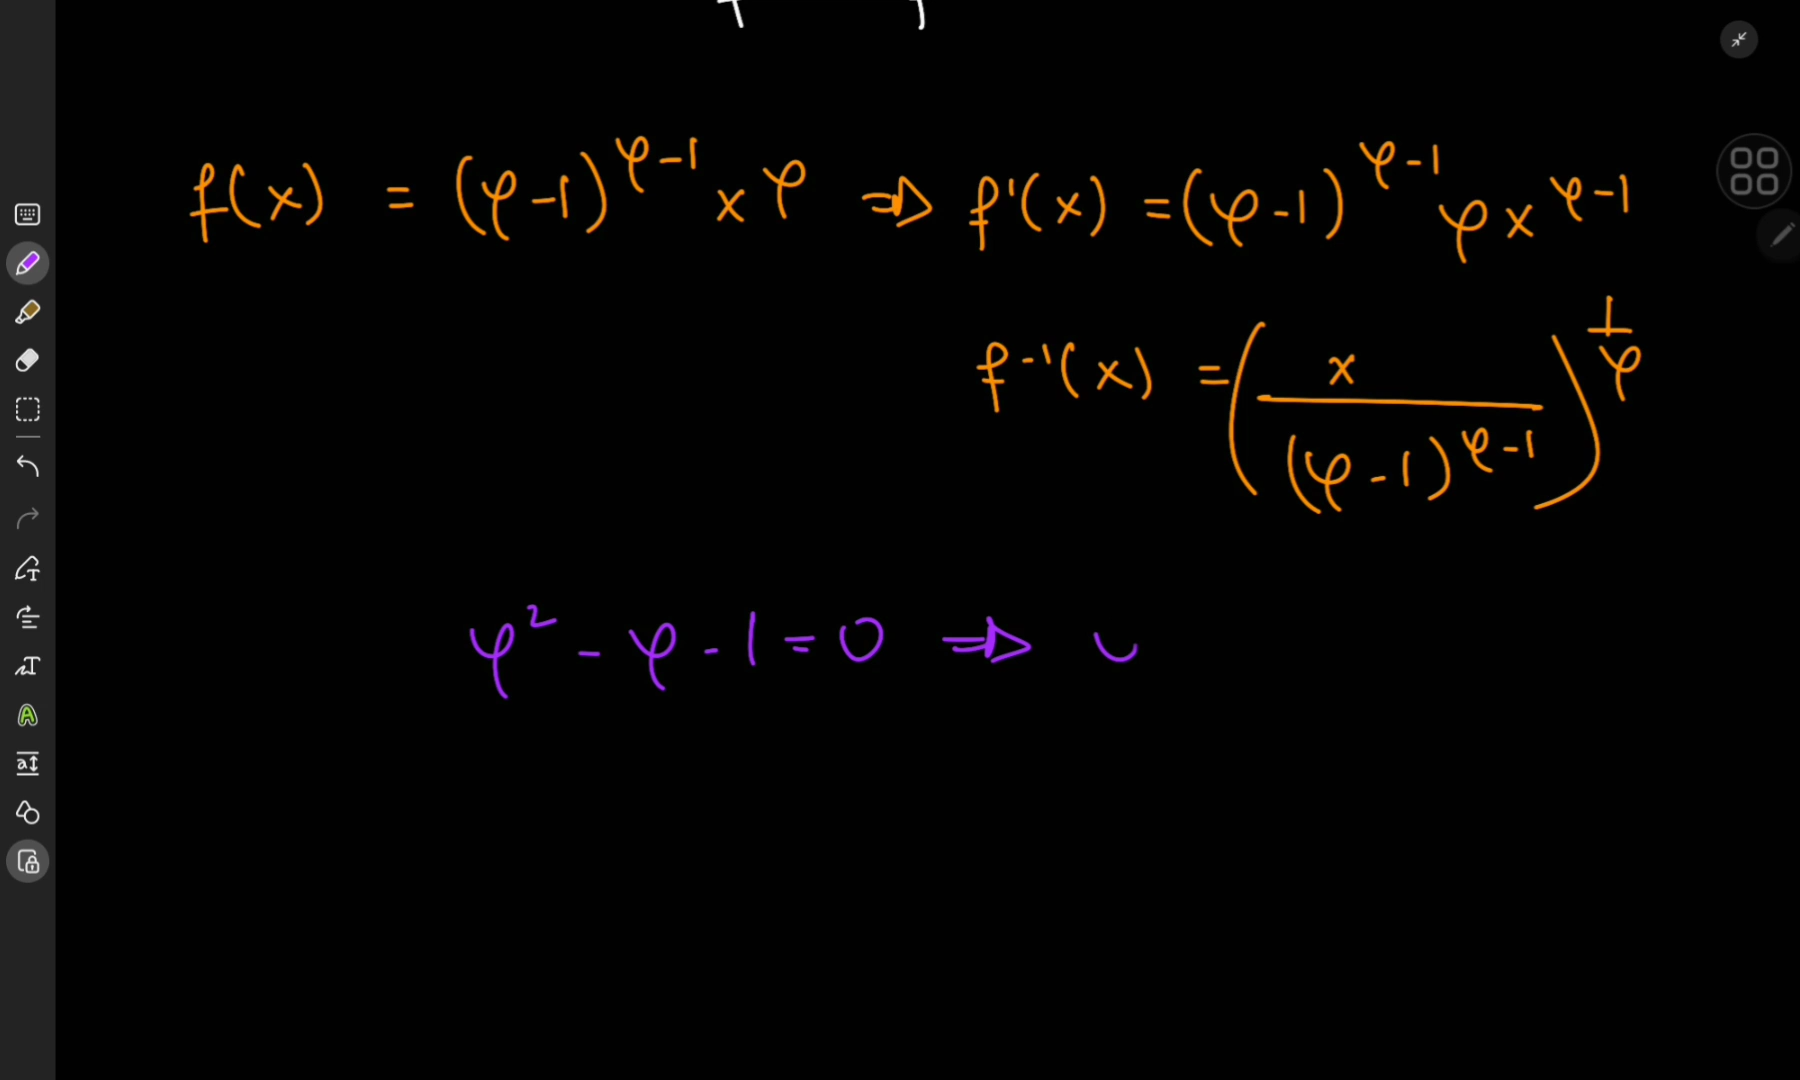 f(x) = (φ-1)^{φ-1} x^φ ⇒ f'(x) = (φ-1)^{φ-1} φ x^{φ-1}
f^{-1}(x) = (x / (φ-1)^{φ-1})^{1/φ}
φ² - φ - 1 = 0 ⇒